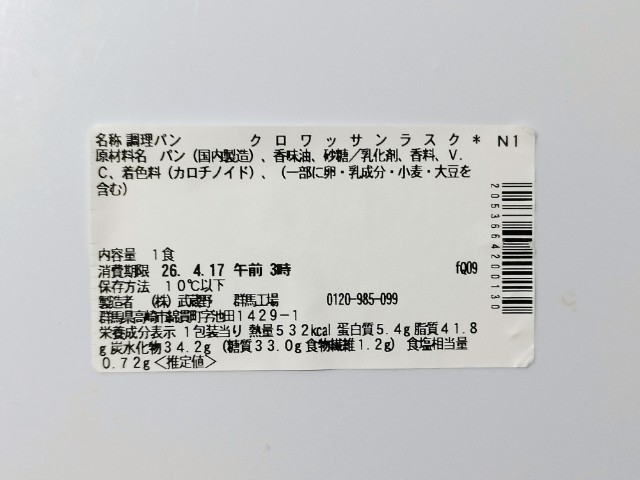 名称 調理パン クロワッサンラスク* N1
原材料名 パン(国内製造)、香味油、砂糖/乳化剤、香料、V.
C、着色料(カロチノイド)、(一部に卵・乳成分・小麦・大豆を
含む)
内容量 1食
消費期限 26. 4.17 午前 3時 fQ09
保存方法 10℃以下
製造者 (株)武蔵野 群馬工場 0120-985-099
群馬県高崎市綿貫町字池田1429-1
栄養成分表示 1包装当り 熱量532kcal 蛋白質5.4g 脂質41.8
g 炭水化物34.2g (糖質33.0g 食物繊維1.2g) 食塩相当量
0.72g<推定値>
2053664200130